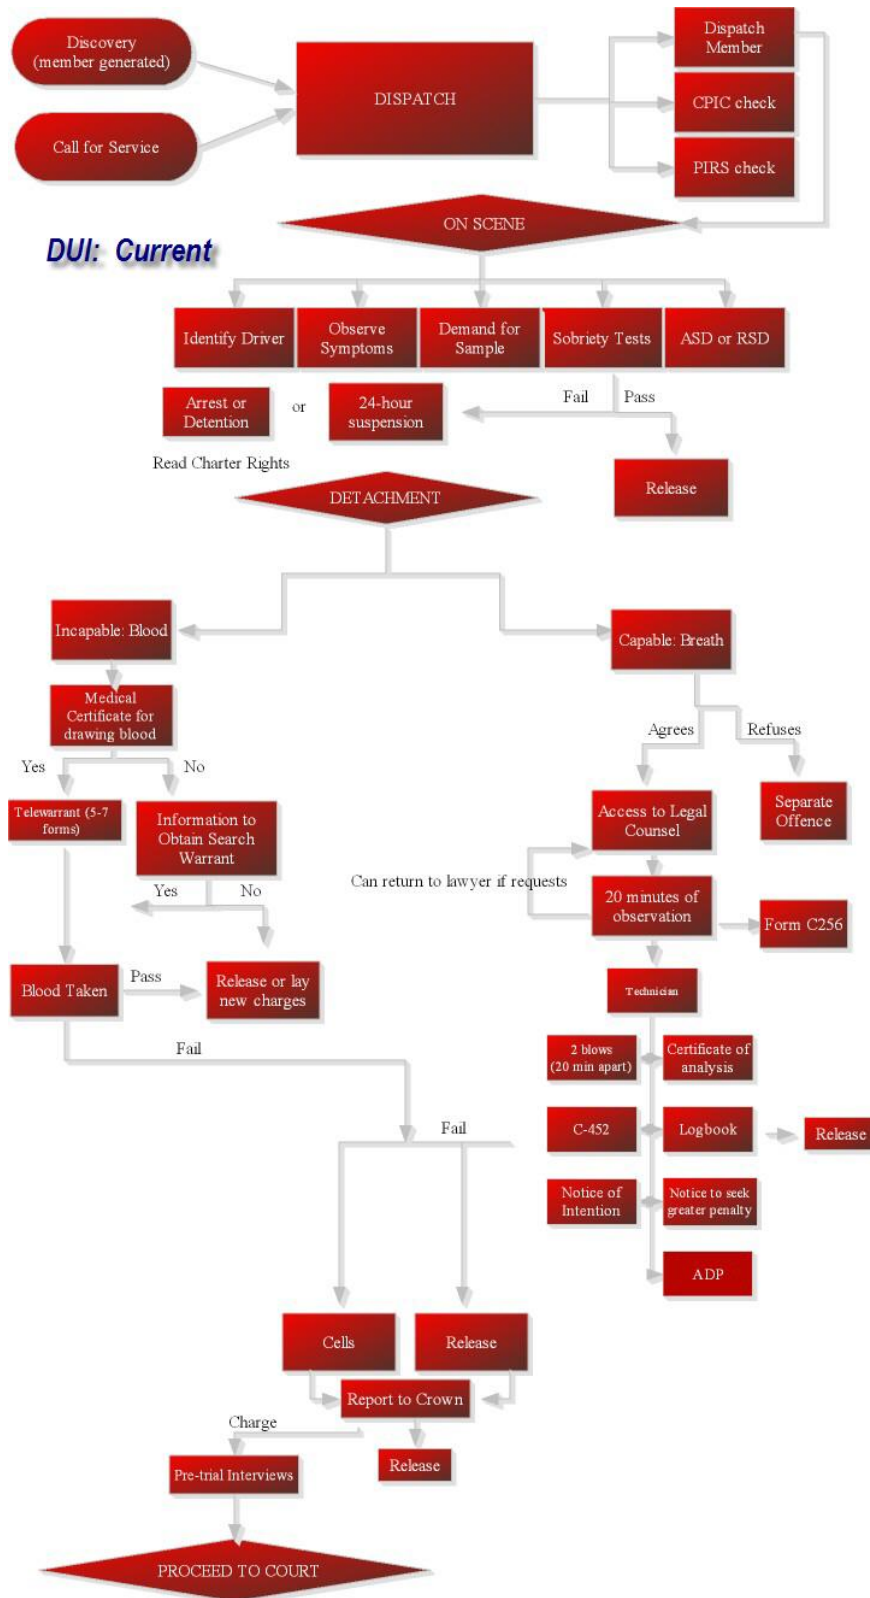 Discovery
(member generated)
Call for Service
DISPATCH
Dispatch
Member
CPIC check
PIRS check
ON SCENE
DUI: Current
Identify Driver
Observe
Symptoms
Demand for
Sample
Sobriety Tests
ASD or RSD
Arrest or
Detention
or
24-hour
suspension
Fail
Pass
Read Charter Rights
Release
DETACHMENT
Incapable: Blood
Capable: Breath
Medical
Certificate for
drawing blood
Agrees
Refuses
Yes
No
Telewarrant (5-7
forms)
Information to
Obtain Search
Warrant
Access to Legal
Counsel
Separate
Offence
Can return to lawyer if requests
Yes
No
20 minutes of
observation
Form C256
Blood Taken
Pass
Release or lay
new charges
Technician
Fail
2 blows
(20 min apart)
Certificate of
analysis
Fail
C-452
Logbook
Release
Notice of
Intention
Notice to seek
greater penalty
ADP
Cells
Release
Report to Crown
Charge
Release
Pre-trial Interviews
PROCEED TO COURT